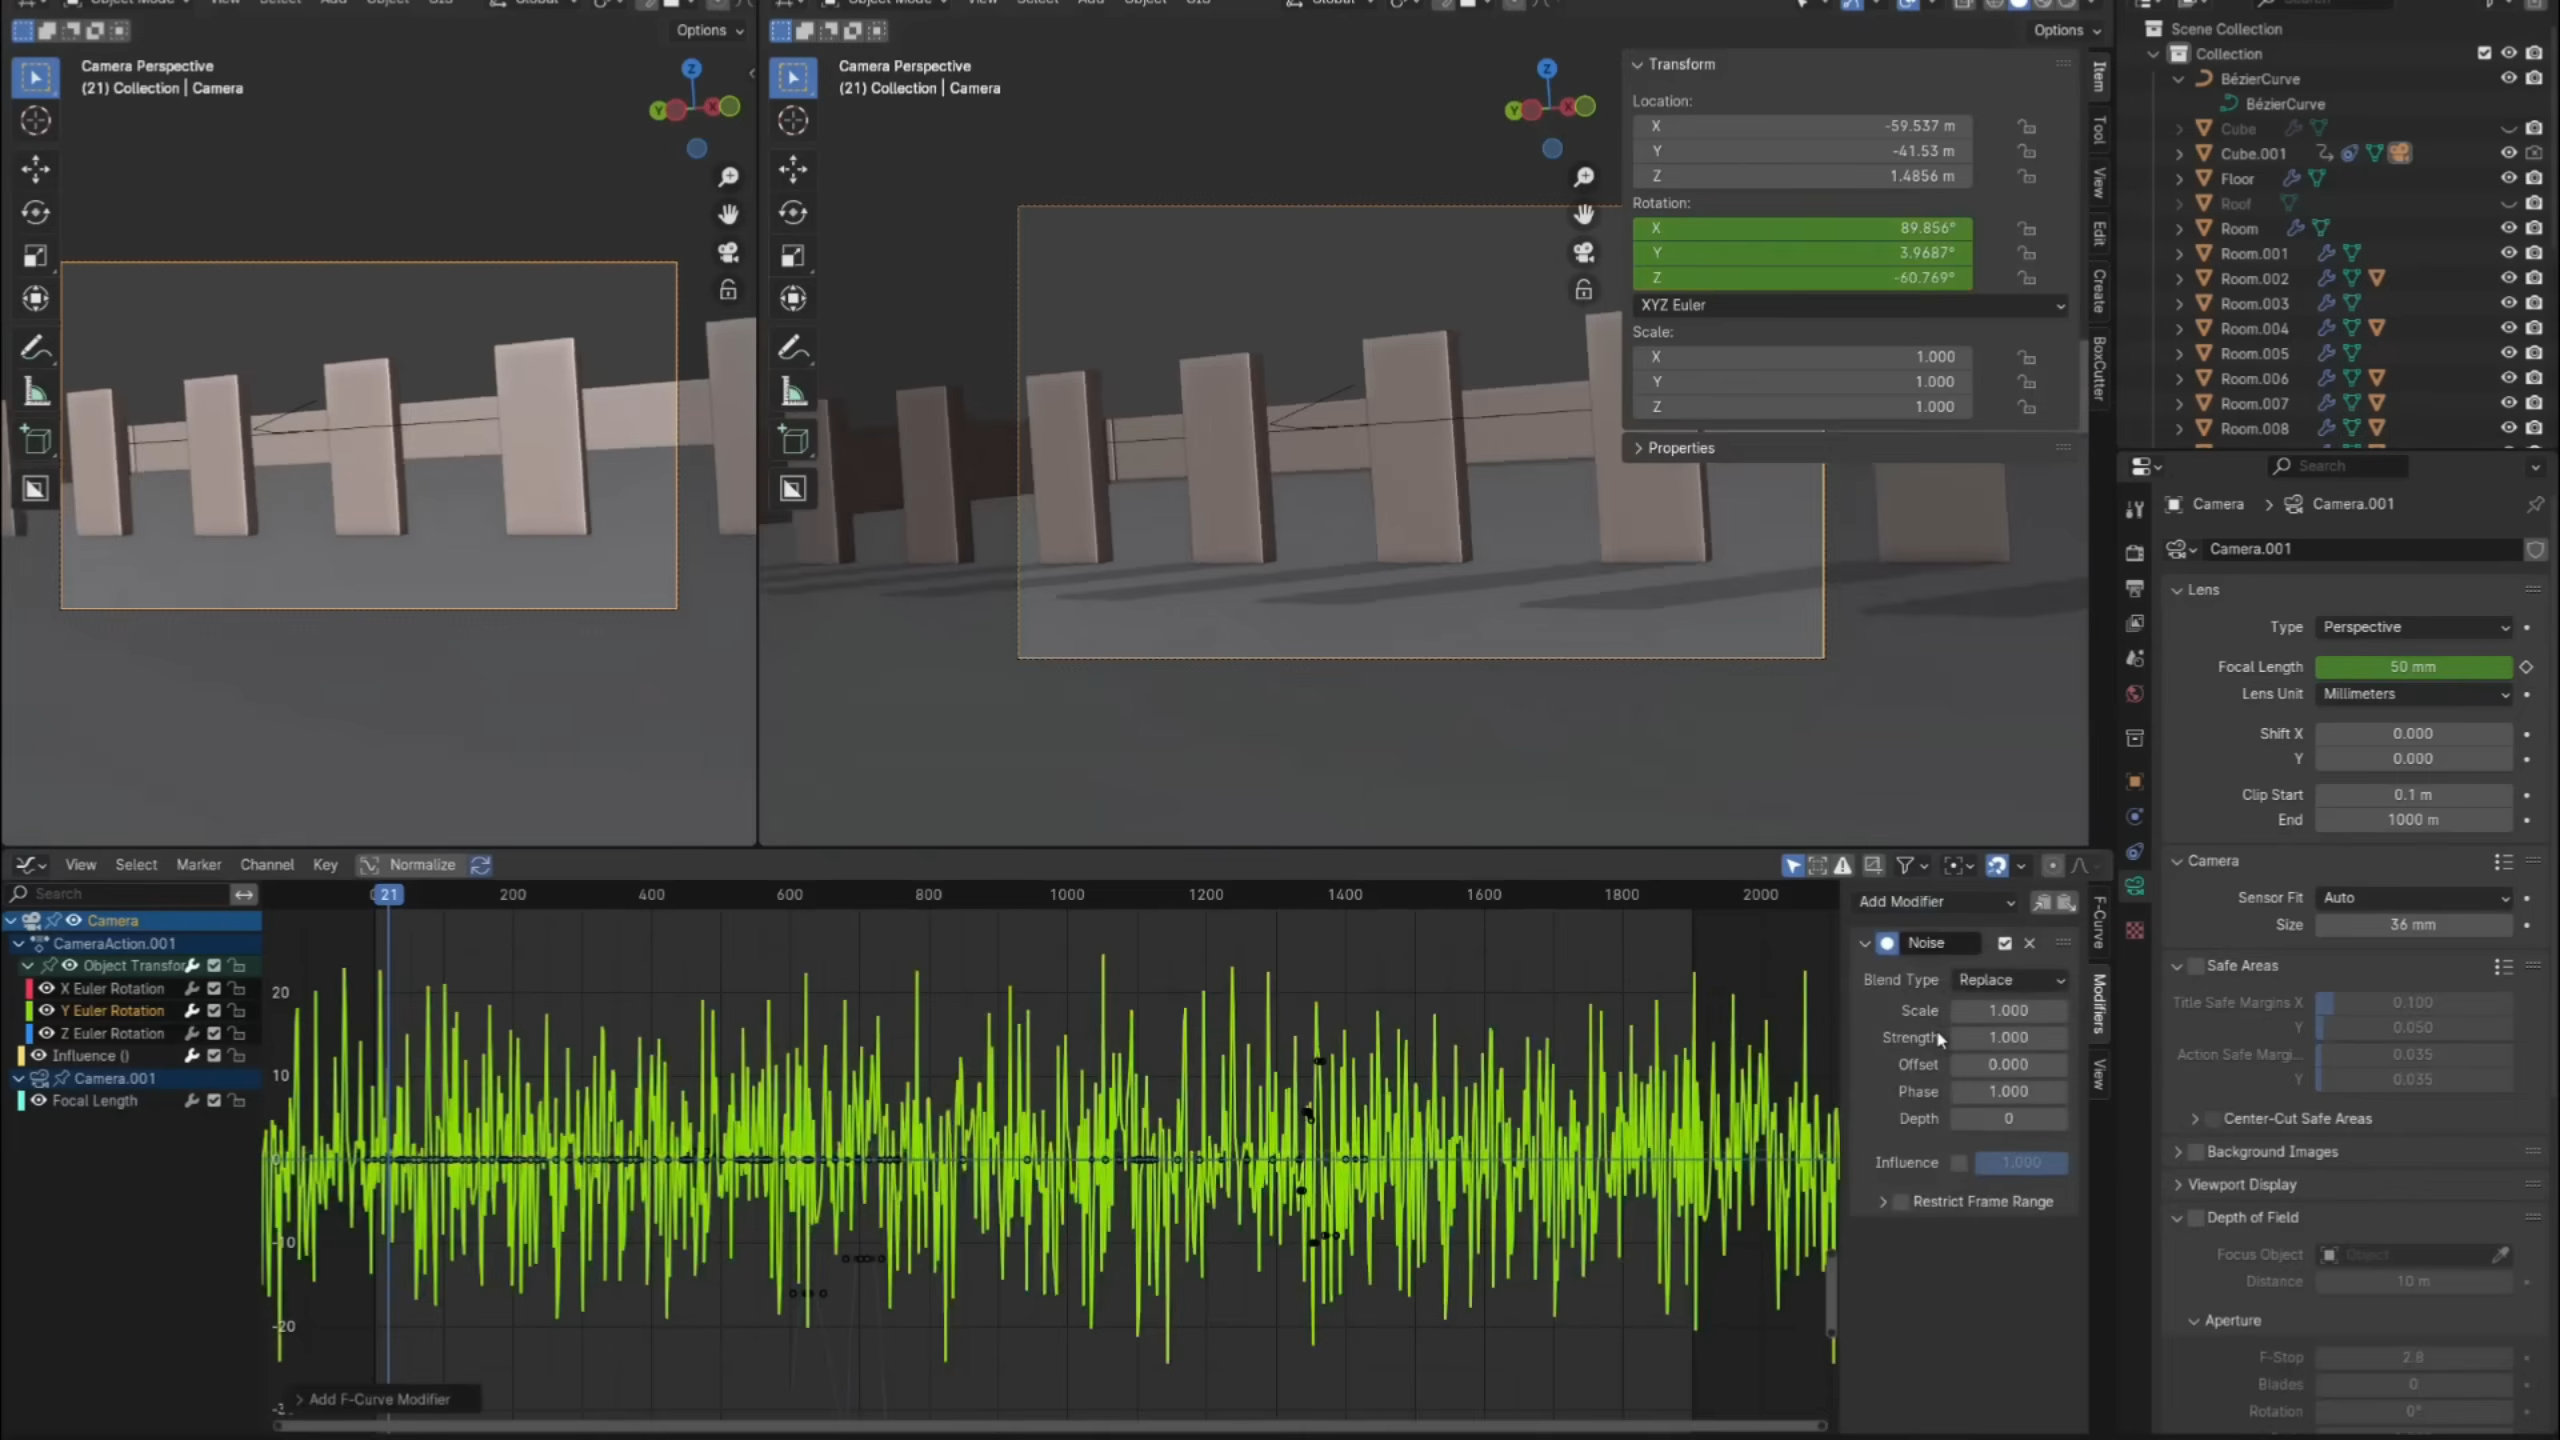 Options
Camera Perspective
(21) Collection | Camera
Z
Y
X
Options
Camera Perspective
(21) Collection | Camera
Z
Y
X
Transform
Location:
X -59.537 m
Y -41.53 m
Z 1.4856 m
Rotation:
X 89.856°
Y 3.9687°
Z -60.769°
XYZ Euler
Scale:
X 1.000
Y 1.000
Z 1.000
Properties
Item
Tool
View
Edit
Create
BoxCutter
Scene Collection
Collection
BézierCurve
BézierCurve
Cube
Cube.001
Floor
Roof
Room
Room.001
Room.002
Room.003
Room.004
Room.005
Room.006
Room.007
Room.008
Search
Camera > Camera.001
Camera.001
Lens
Type Perspective
Focal Length 50 mm
Lens Unit Millimeters
Shift X 0.000
Y 0.000
Clip Start 0.1 m
End 1000 m
Camera
Sensor Fit Auto
Size 36 mm
Safe Areas
Title Safe Margins X 0.100
Y 0.050
Action Safe Margi... 0.035
Y 0.035
Center-Cut Safe Areas
Background Images
Viewport Display
Depth of Field
Focus Object Object
Distance 10 m
Aperture
F-Stop 2.8
Blades 0
Rotation 0°
View Select Marker Channel Key Normalize
Search
21 200 400 600 800 1000 1200 1400 1600 1800 2000
Camera
CameraAction.001
Object Transfor
X Euler Rotation
Y Euler Rotation
Z Euler Rotation
Influence ()
Camera.001
Focal Length
20
10
0
-10
-20
Add F-Curve Modifier
Add Modifier
Noise
Blend Type Replace
Scale 1.000
Strength 1.000
Offset 0.000
Phase 1.000
Depth 0
Influence 1.000
Restrict Frame Range
F-Curve
Modifiers
View